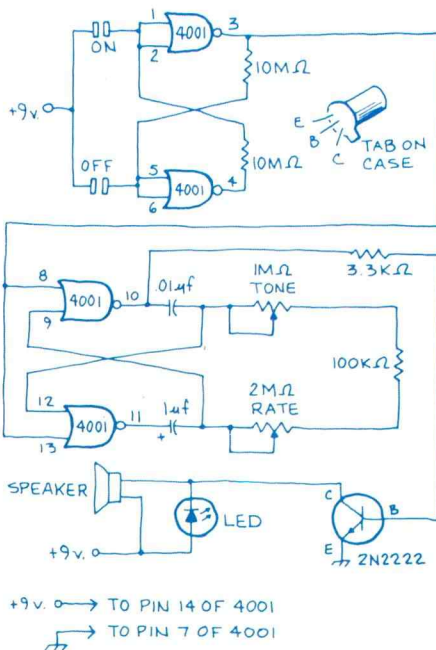 1
4001
3
ON
2
10MΩ
+9v.
E
B
C
TAB ON
CASE
OFF
5
4001
4
10MΩ
6
8
4001
10
.01µf
1MΩ
TONE
3.3KΩ
9
100KΩ
12
4001
11
1µf
+
2MΩ
RATE
13
SPEAKER
LED
C
B
E
+9v.
2N2222
+9v. TO PIN 14 OF 4001
TO PIN 7 OF 4001